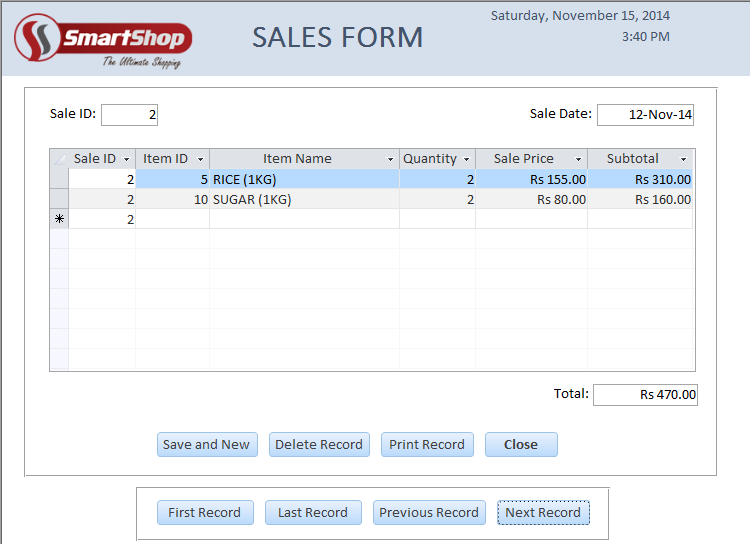 SmartShop
The Ultimate Shopping
SALES FORM
Saturday, November 15, 2014
3:40 PM
Sale ID: 2
Sale Date: 12-Nov-14
Sale ID Item ID Item Name Quantity Sale Price Subtotal
2 5 RICE (1KG) 2 Rs 155.00 Rs 310.00
2 10 SUGAR (1KG) 2 Rs 80.00 Rs 160.00
* 2
Total: Rs 470.00
Save and New Delete Record Print Record Close
First Record Last Record Previous Record Next Record